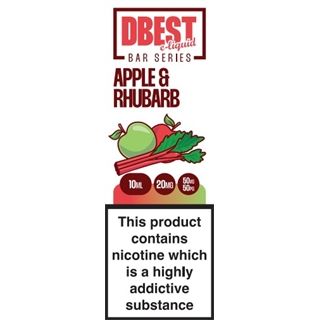 DBEST
e-liquid
BAR SERIES
APPLE &
RHUBARB
10ML 20MG 50VG
50PG
This product
contains
nicotine which
is a highly
addictive
substance